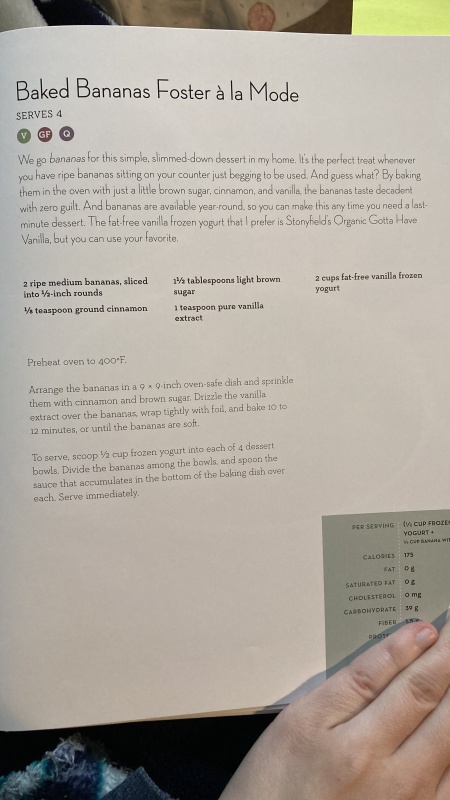 Baked Bananas Foster à la Mode
SERVES 4
V GF Q
We go bananas for this simple, slimmed-down dessert in my home. It's the perfect treat whenever
you have ripe bananas sitting on your counter just begging to be used. And guess what? By baking
them in the oven with just a little brown sugar, cinnamon, and vanilla, the bananas taste decadent
with zero guilt. And bananas are available year-round, so you can make this any time you need a last-
minute dessert. The fat-free vanilla frozen yogurt that I prefer is Stonyfield's Organic Gotta Have
Vanilla, but you can use your favorite.
2 ripe medium bananas, sliced
into ½-inch rounds
⅛ teaspoon ground cinnamon
1½ tablespoons light brown
sugar
1 teaspoon pure vanilla
extract
2 cups fat-free vanilla frozen
yogurt
Preheat oven to 400°F.
Arrange the bananas in a 9 × 9-inch oven-safe dish and sprinkle
them with cinnamon and brown sugar. Drizzle the vanilla
extract over the bananas, wrap tightly with foil, and bake 10 to
12 minutes, or until the bananas are soft.
To serve, scoop ½ cup frozen yogurt into each of 4 dessert
bowls. Divide the bananas among the bowls, and spoon the
sauce that accumulates in the bottom of the baking dish over
each. Serve immediately.
PER SERVING (½ CUP FROZEN
YOGURT +
¼ CUP BANANA
CALORIES 175
FAT 0 g
SATURATED FAT 0 g
CHOLESTEROL 0 mg
CARBOHYDRATE 39 g
FIBER